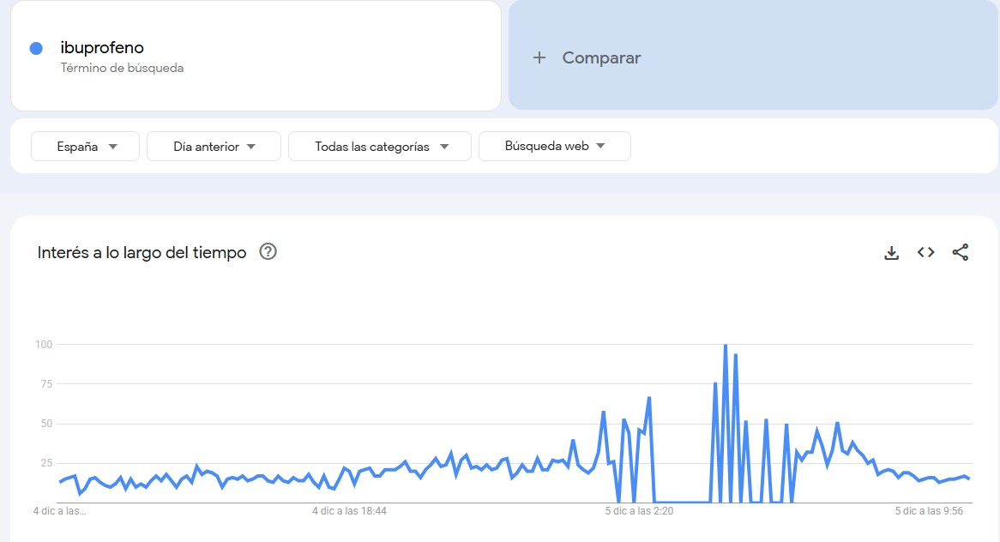 ibuprofeno
Término de búsqueda
+ Comparar
España
Día anterior
Todas las categorías
Búsqueda web
Interés a lo largo del tiempo ?
100
75
50
25
4 dic a las...
4 dic a las 18:44
5 dic a las 2:20
5 dic a las 9:56